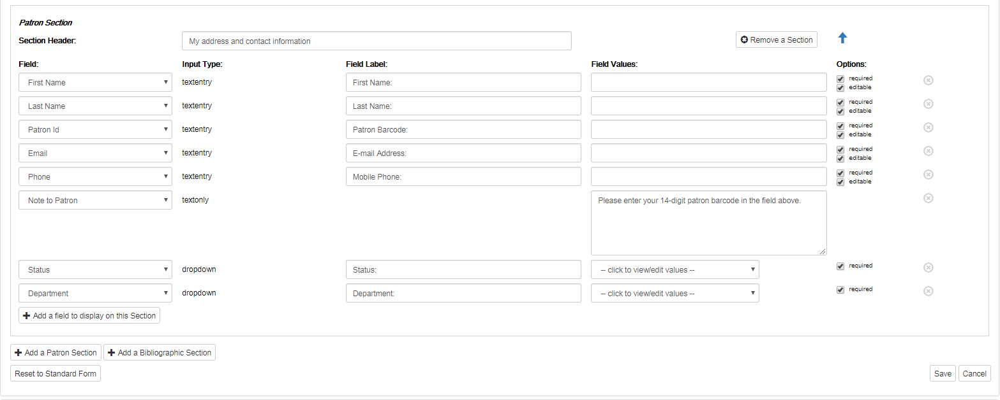 Patron Section
Section Header: My address and contact information Remove a Section
Field: Input Type: Field Label: Field Values: Options:
First Name textentry First Name: required
editable
Last Name textentry Last Name: required
editable
Patron Id textentry Patron Barcode: required
editable
Email textentry E-mail Address: required
editable
Phone textentry Mobile Phone: required
editable
Note to Patron textonly Please enter your 14-digit patron barcode in the field above.
Status dropdown Status: -- click to view/edit values -- required
Department dropdown Department: -- click to view/edit values -- required
Add a field to display on this Section
Add a Patron Section Add a Bibliographic Section
Reset to Standard Form Save Cancel